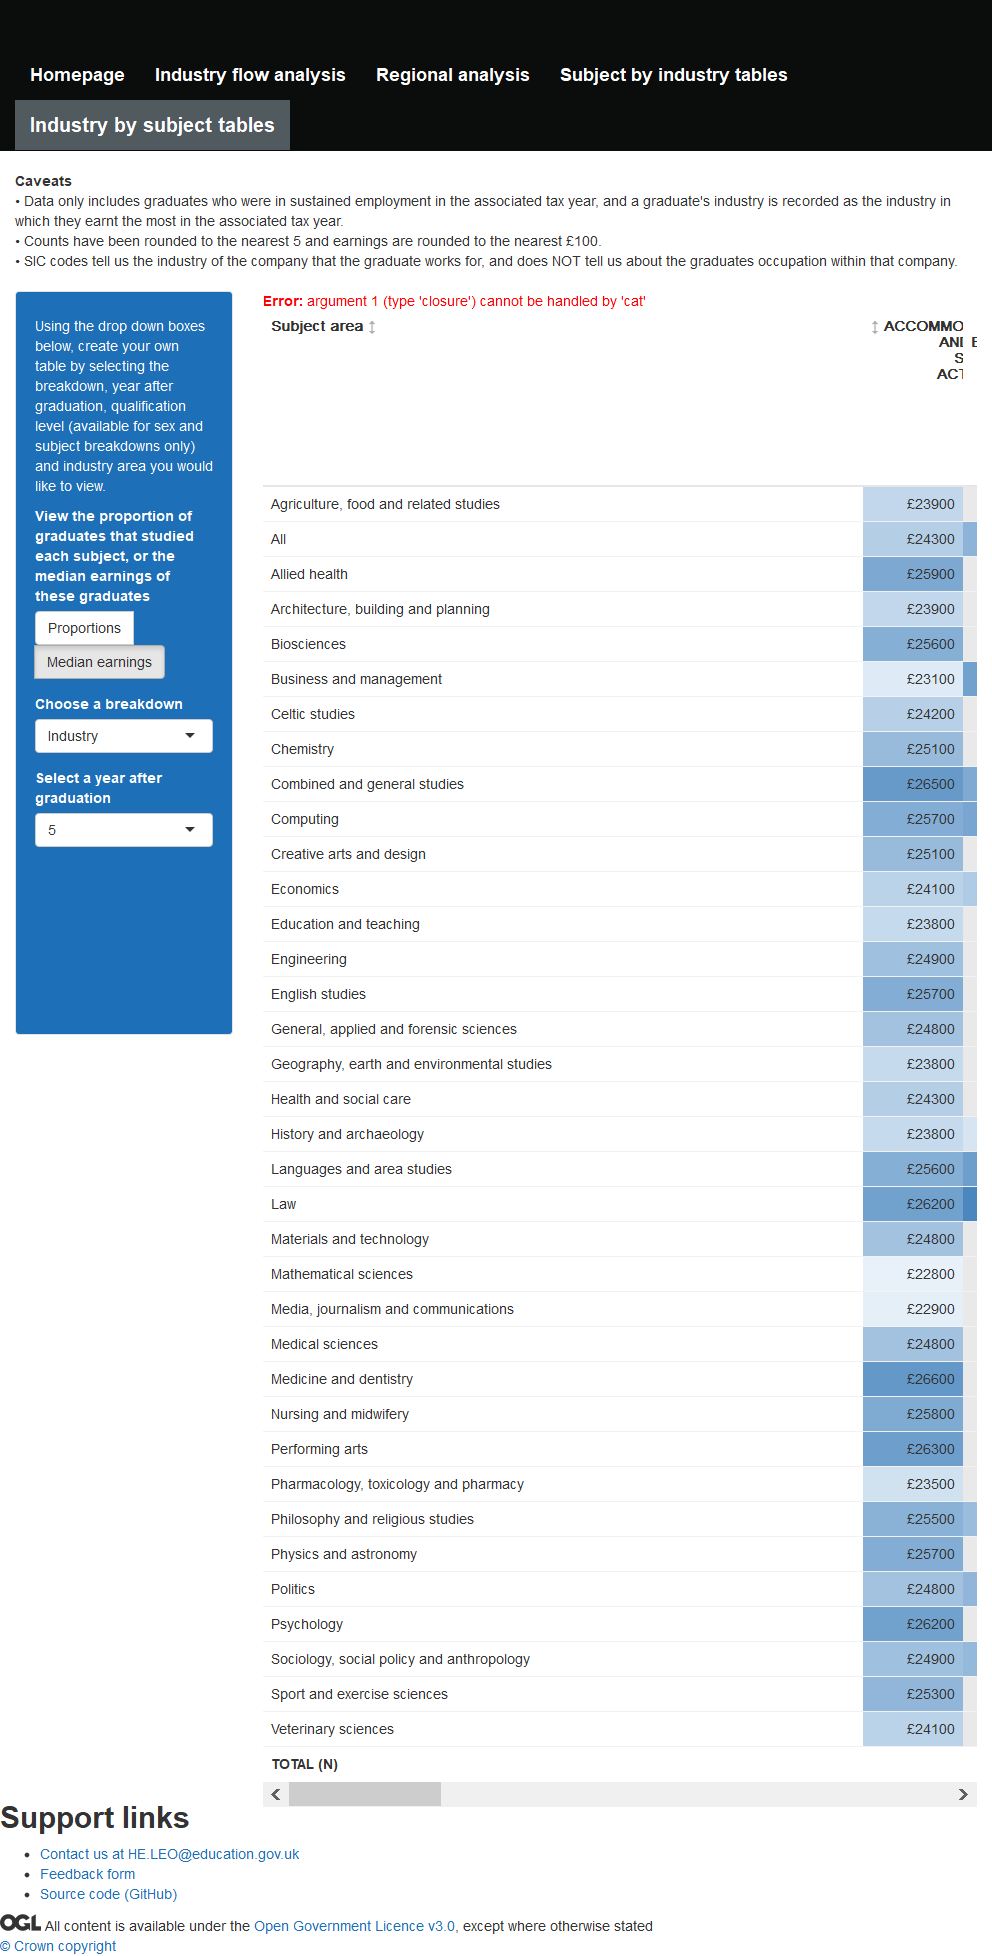 Homepage Industry flow analysis Regional analysis Subject by industry tables
Industry by subject tables
Caveats
• Data only includes graduates who were in sustained employment in the associated tax year, and a graduate's industry is recorded as the industry in
which they earnt the most in the associated tax year.
• Counts have been rounded to the nearest 5 and earnings are rounded to the nearest £100.
• SIC codes tell us the industry of the company that the graduate works for, and does NOT tell us about the graduates occupation within that company.
Using the drop down boxes
below, create your own
table by selecting the
breakdown, year after
graduation, qualification
level (available for sex and
subject breakdowns only)
and industry area you would
like to view.
View the proportion of
graduates that studied
each subject, or the
median earnings of
these graduates
Proportions
Median earnings
Choose a breakdown
Industry
Select a year after
graduation
5
Error: argument 1 (type 'closure') cannot be handled by 'cat'
Subject area ACCOMMO
AN E
S
ACT
Agriculture, food and related studies £23900
All £24300
Allied health £25900
Architecture, building and planning £23900
Biosciences £25600
Business and management £23100
Celtic studies £24200
Chemistry £25100
Combined and general studies £26500
Computing £25700
Creative arts and design £25100
Economics £24100
Education and teaching £23800
Engineering £24900
English studies £25700
General, applied and forensic sciences £24800
Geography, earth and environmental studies £23800
Health and social care £24300
History and archaeology £23800
Languages and area studies £25600
Law £26200
Materials and technology £24800
Mathematical sciences £22800
Media, journalism and communications £22900
Medical sciences £24800
Medicine and dentistry £26600
Nursing and midwifery £25800
Performing arts £26300
Pharmacology, toxicology and pharmacy £23500
Philosophy and religious studies £25500
Physics and astronomy £25700
Politics £24800
Psychology £26200
Sociology, social policy and anthropology £24900
Sport and exercise sciences £25300
Veterinary sciences £24100
TOTAL (N)
Support links
• Contact us at HE.LEO@education.gov.uk
• Feedback form
• Source code (GitHub)
OGL All content is available under the Open Government Licence v3.0, except where otherwise stated
© Crown copyright